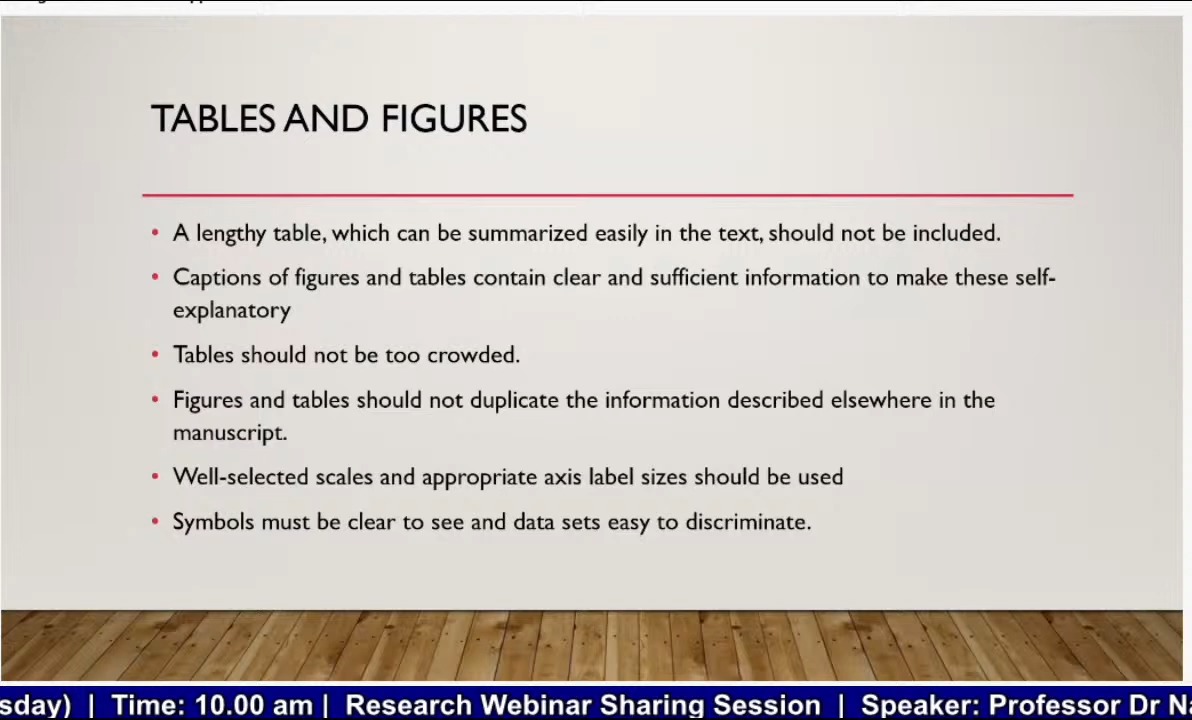 TABLES AND FIGURES
• A lengthy table, which can be summarized easily in the text, should not be included.
• Captions of figures and tables contain clear and sufficient information to make these self-
explanatory
• Tables should not be too crowded.
• Figures and tables should not duplicate the information described elsewhere in the
manuscript.
• Well-selected scales and appropriate axis label sizes should be used
• Symbols must be clear to see and data sets easy to discriminate.
sday) | Time: 10.00 am | Research Webinar Sharing Session | Speaker: Professor Dr Na